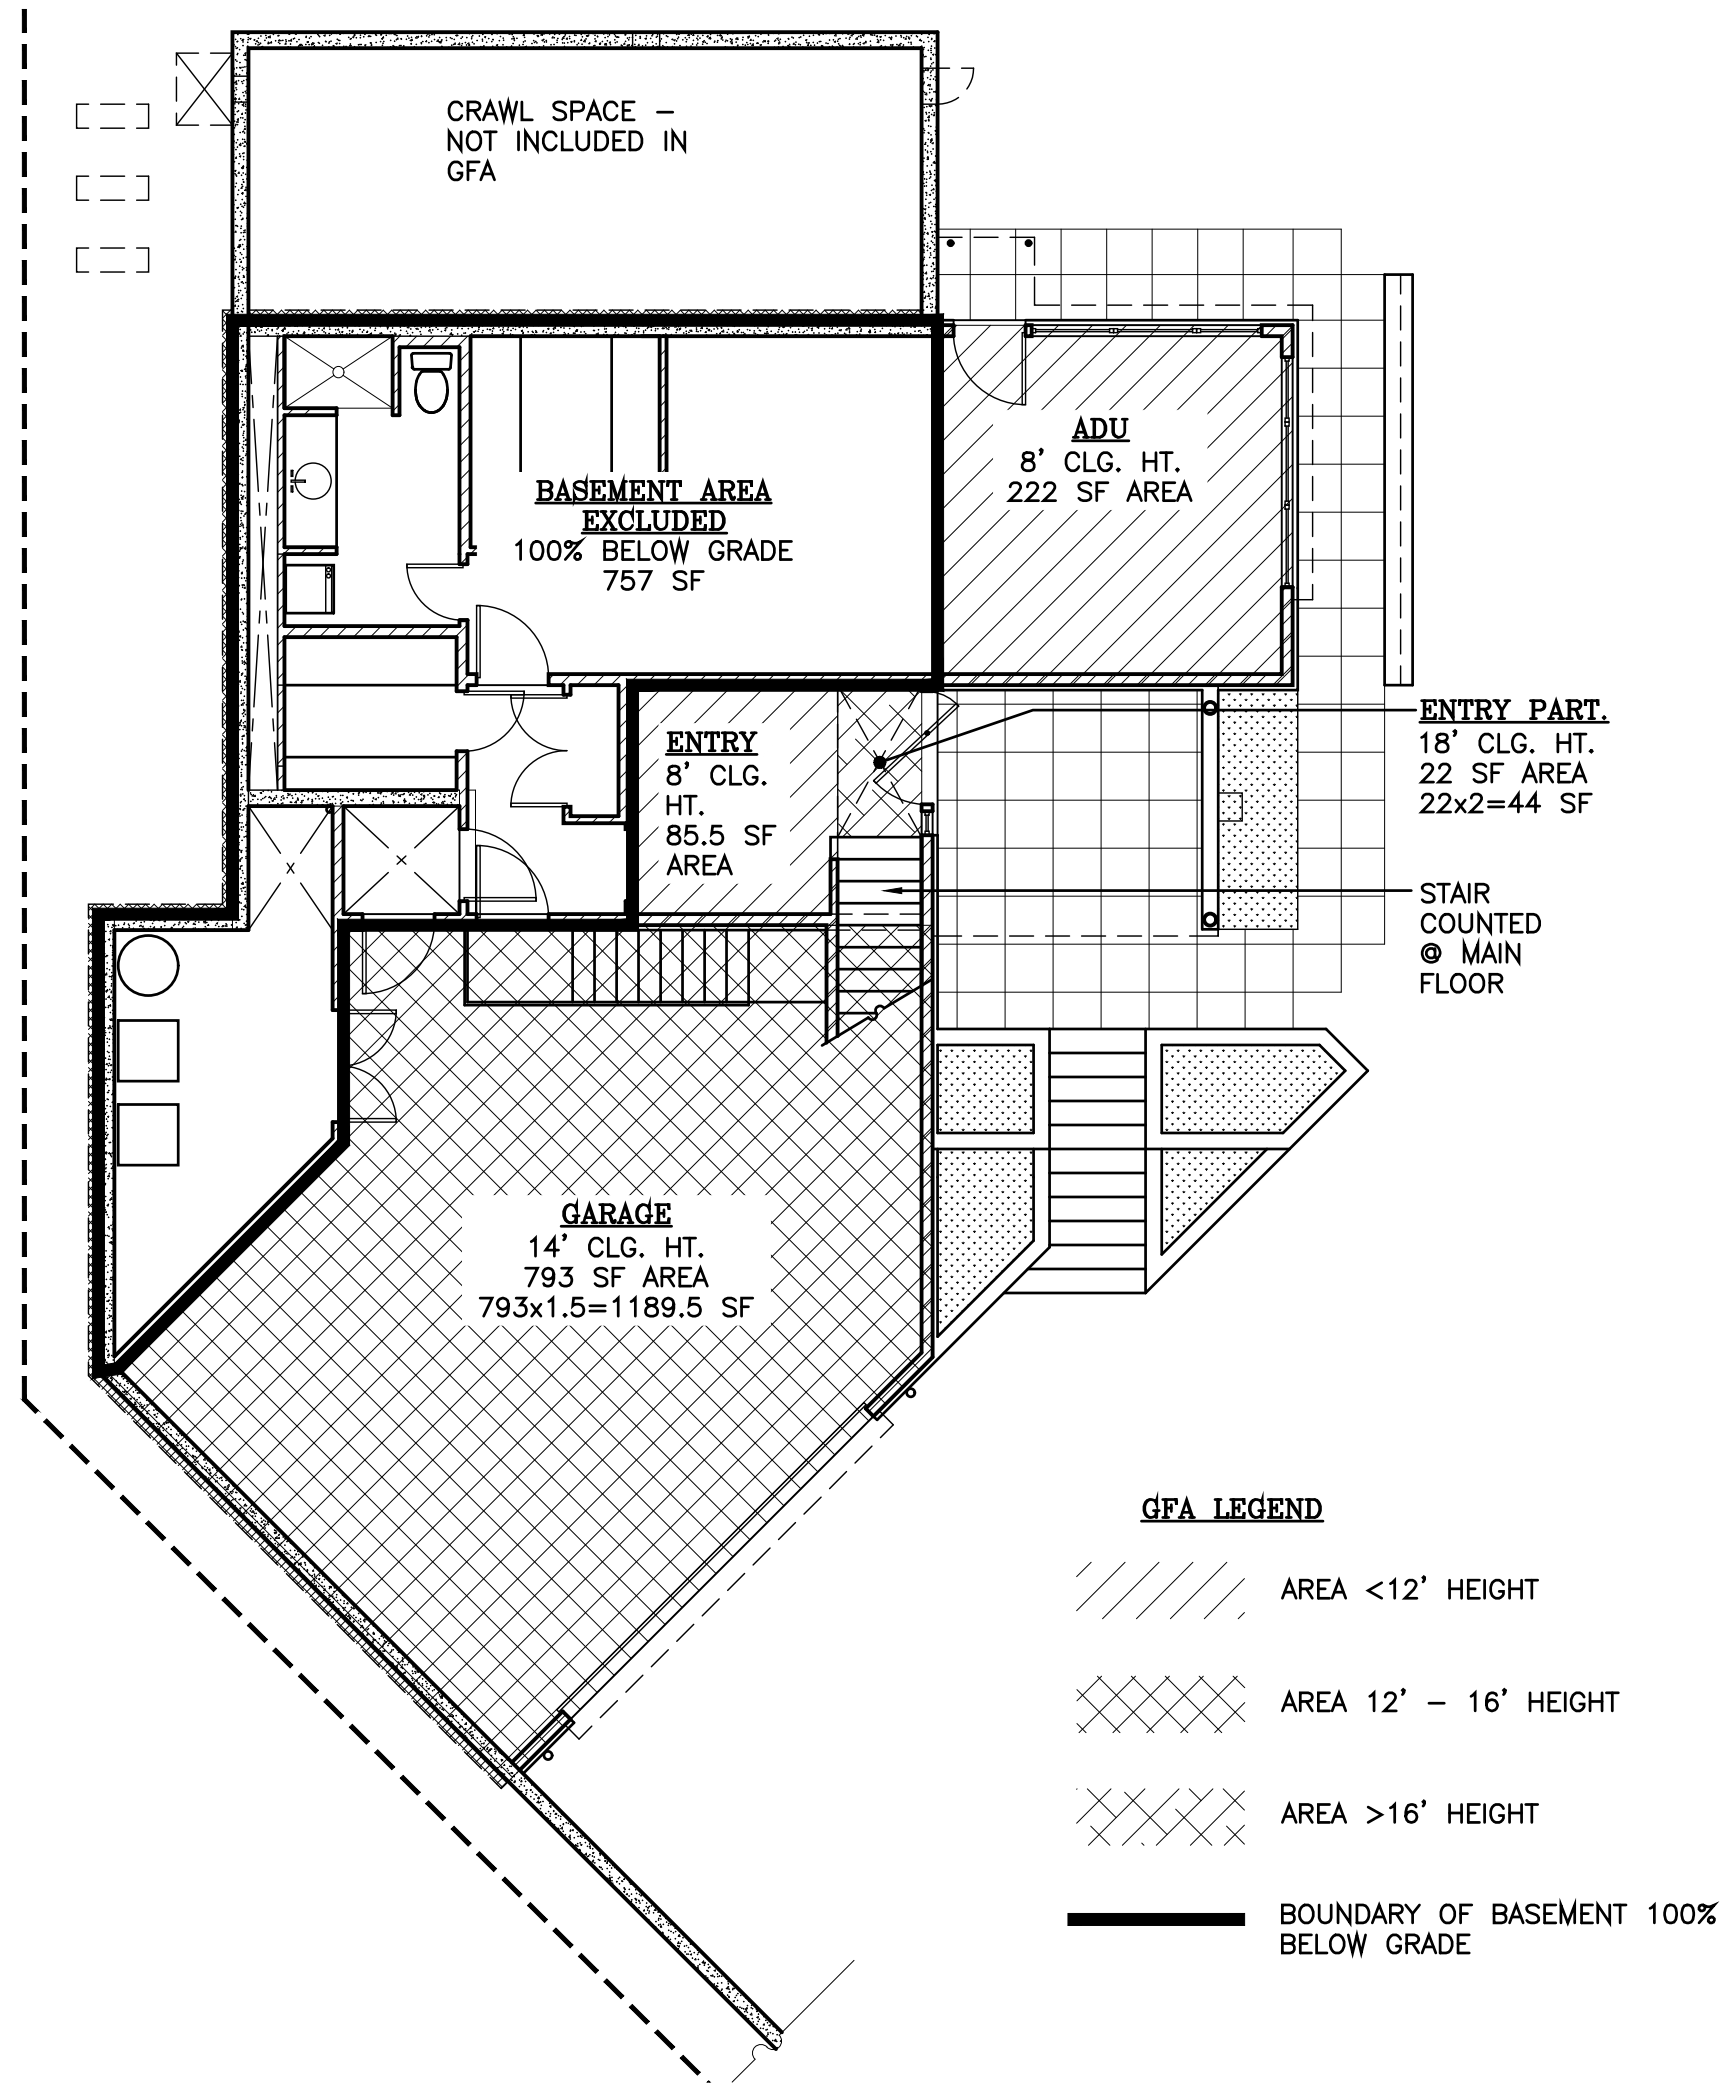 CRAWL SPACE –
NOT INCLUDED IN
GFA
ADU
8' CLG. HT.
222 SF AREA
BASEMENT AREA
EXCLUDED
100% BELOW GRADE
757 SF
ENTRY
8' CLG.
HT.
85.5 SF
AREA
ENTRY PART.
18' CLG. HT.
22 SF AREA
22x2=44 SF
STAIR
COUNTED
@ MAIN
FLOOR
GARAGE
14' CLG. HT.
793 SF AREA
793x1.5=1189.5 SF
GFA LEGEND
AREA <12' HEIGHT
AREA 12' – 16' HEIGHT
AREA >16' HEIGHT
BOUNDARY OF BASEMENT 100%
BELOW GRADE